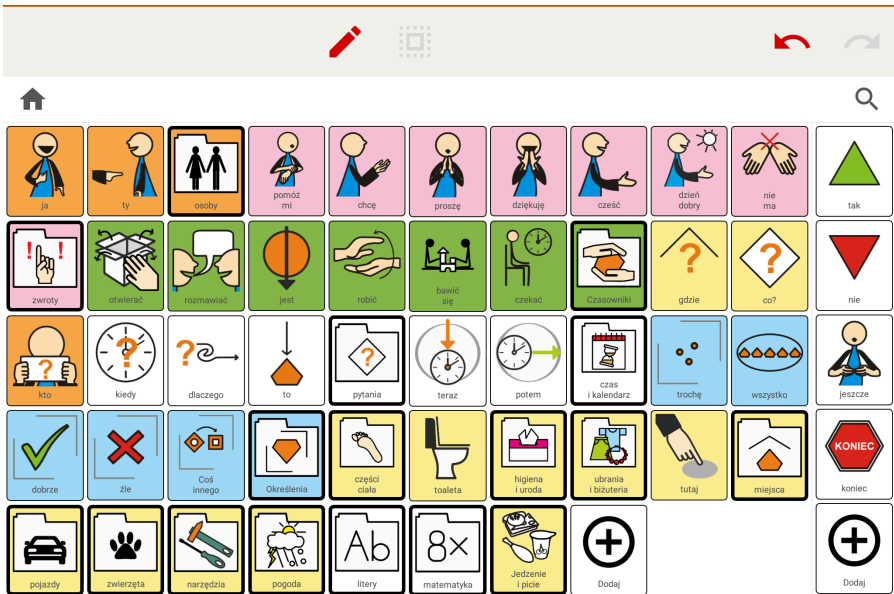 ja
ty
osoby
pomóż
mi
chcę
proszę
dziękuję
cześć
dzień
dobry
nie
ma
tak
! !
zwroty
otwierać
rozmawiać
jest
robić
bawić
się
czekać
Czasowniki
?
gdzie
?
co?
nie
?
kto
?
kiedy
?
dlaczego
to
?
pytania
teraz
potem
czas
i kalendarz
trochę
wszystko
jeszcze
dobrze
źle
Coś
innego
Określenia
części
ciała
toaleta
higiena
i uroda
ubrania
i biżuteria
tutaj
miejsca
KONIEC
koniec
pojazdy
zwierzęta
narzędzia
pogoda
Ab
litery
8×
matematyka
Jedzenie
i picie
Dodaj
Dodaj